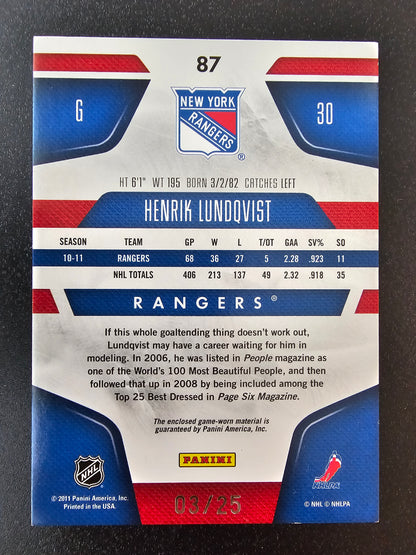 87
NEW YORK
RANGERS
®
G
30
HT 6'1" WT 195 BORN 3/2/82 CATCHES LEFT
HENRIK LUNDQVIST
SEASON TEAM GP W L T/OT GAA SV% SO
10-11 RANGERS 68 36 27 5 2.28 .923 11
NHL TOTALS 406 213 137 49 2.32 .918 35
RANGERS®
If this whole goaltending thing doesn't work out,
Lundqvist may have a career waiting for him in
modeling. In 2006, he was listed in People magazine as
one of the World's 100 Most Beautiful People, and then
followed that up in 2008 by being included among the
Top 25 Best Dressed in Page Six Magazine.
The enclosed game-worn material is
guaranteed by Panini America, Inc.
PANINI
NHL
NHLPA
© 2011 Panini America, Inc.
Printed in the USA.
03/25
© NHL © NHLPA